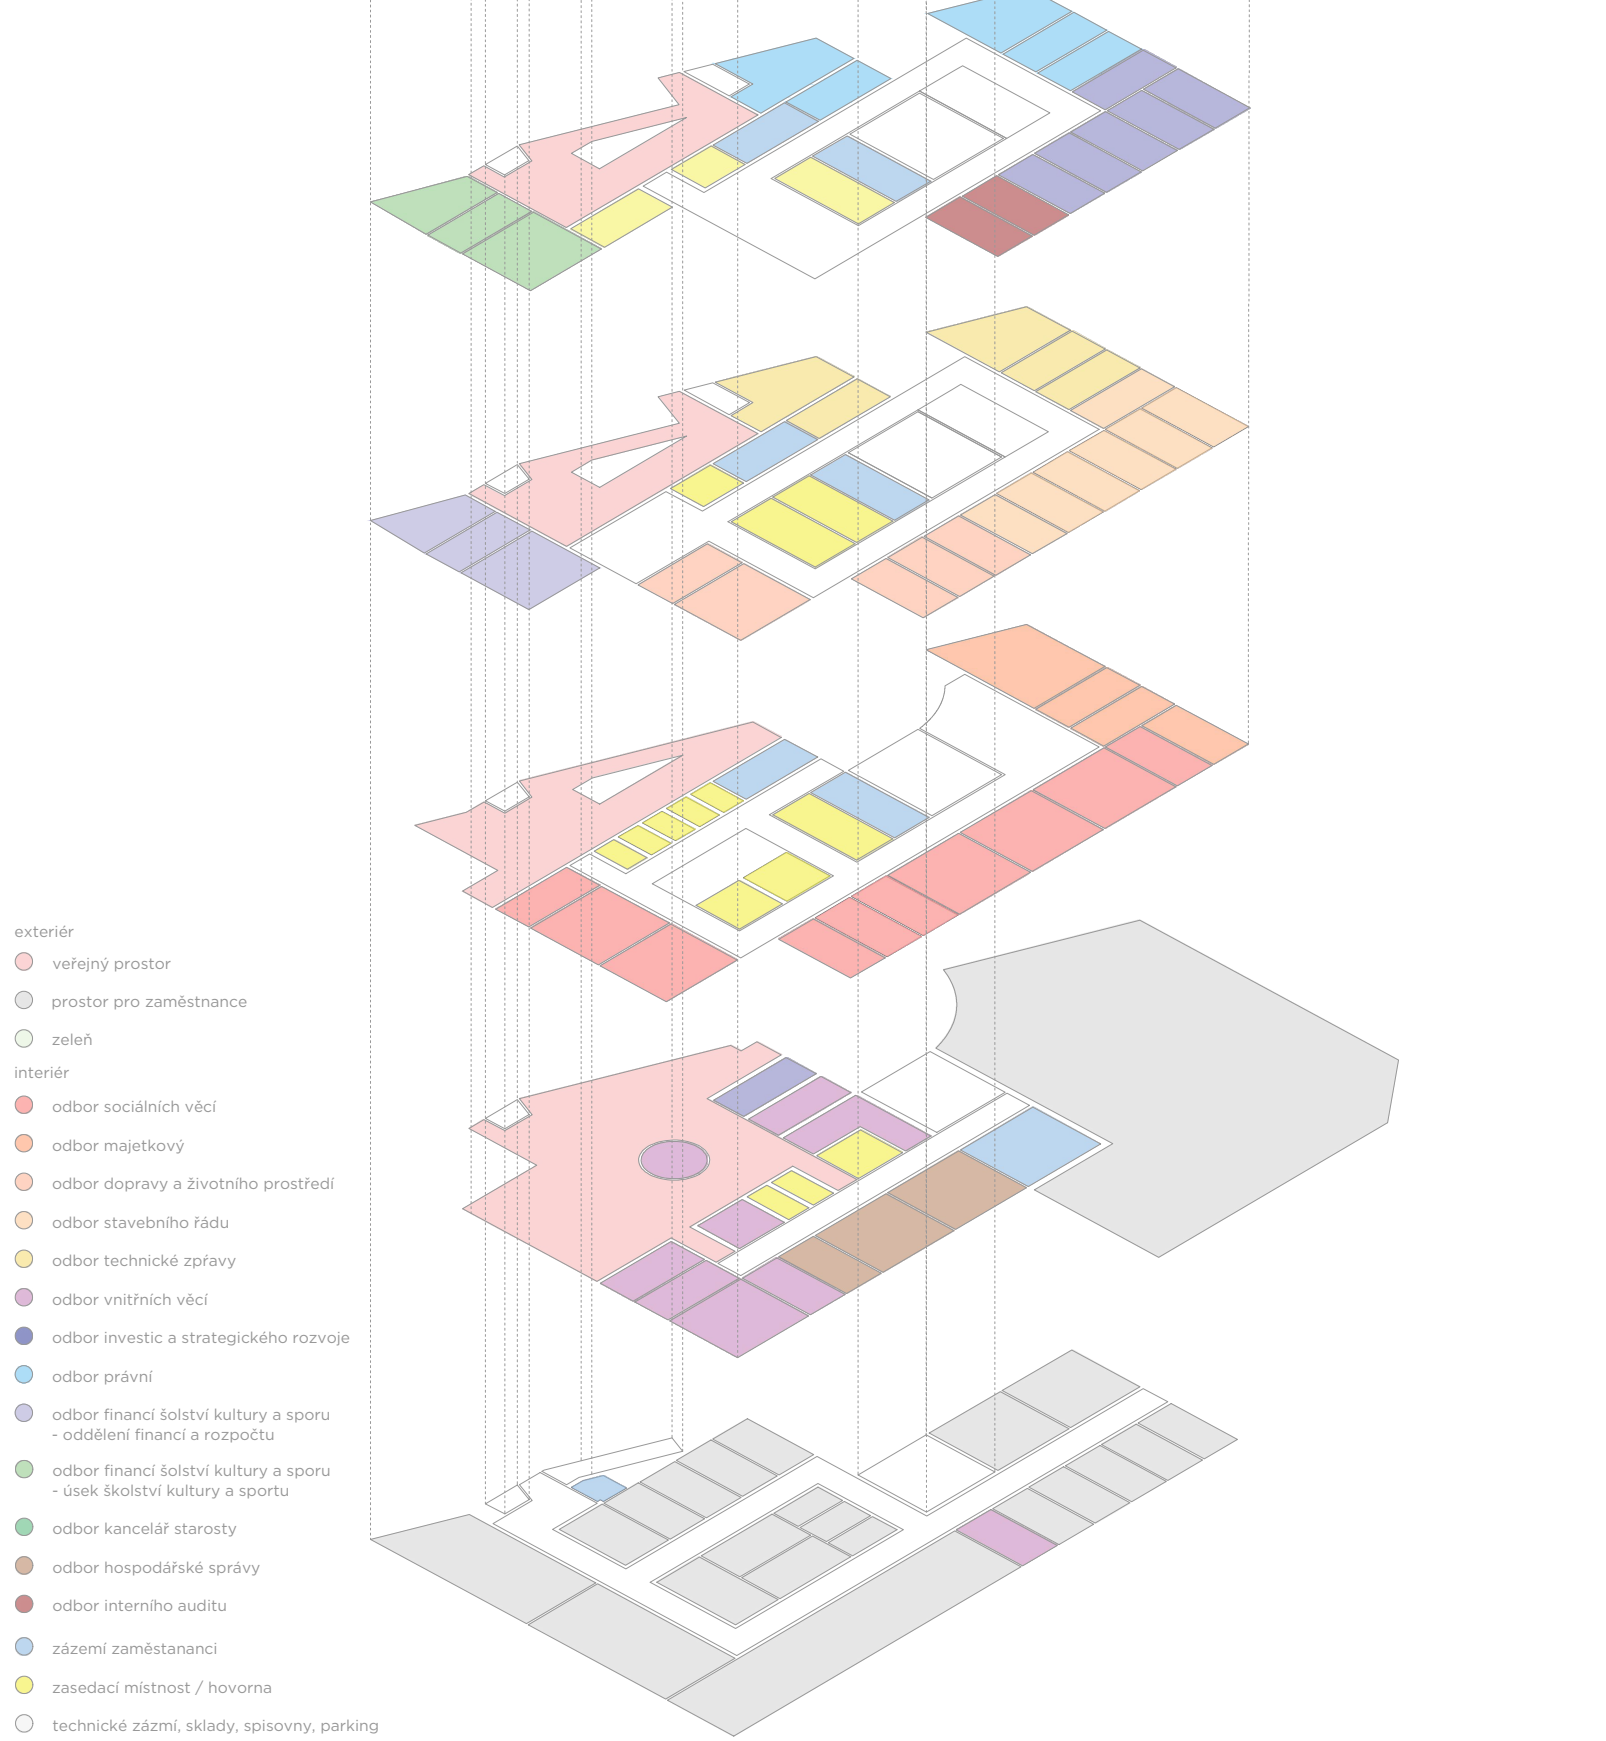 exteriér
veřejný prostor
prostor pro zaměstnance
zeleň
interiér
odbor sociálních věcí
odbor majetkový
odbor dopravy a životního prostředí
odbor stavebního řádu
odbor technické zpŕavy
odbor vnitřních věcí
odbor investic a strategického rozvoje
odbor právní
odbor financí šolství kultury a sporu
- oddělení financí a rozpočtu
odbor financí šolství kultury a sporu
- úsek školství kultury a sportu
odbor kancelář starosty
odbor hospodářské správy
odbor interního auditu
zázemí zaměstananci
zasedací místnost / hovorna
technické zázmí, sklady, spisovny, parking